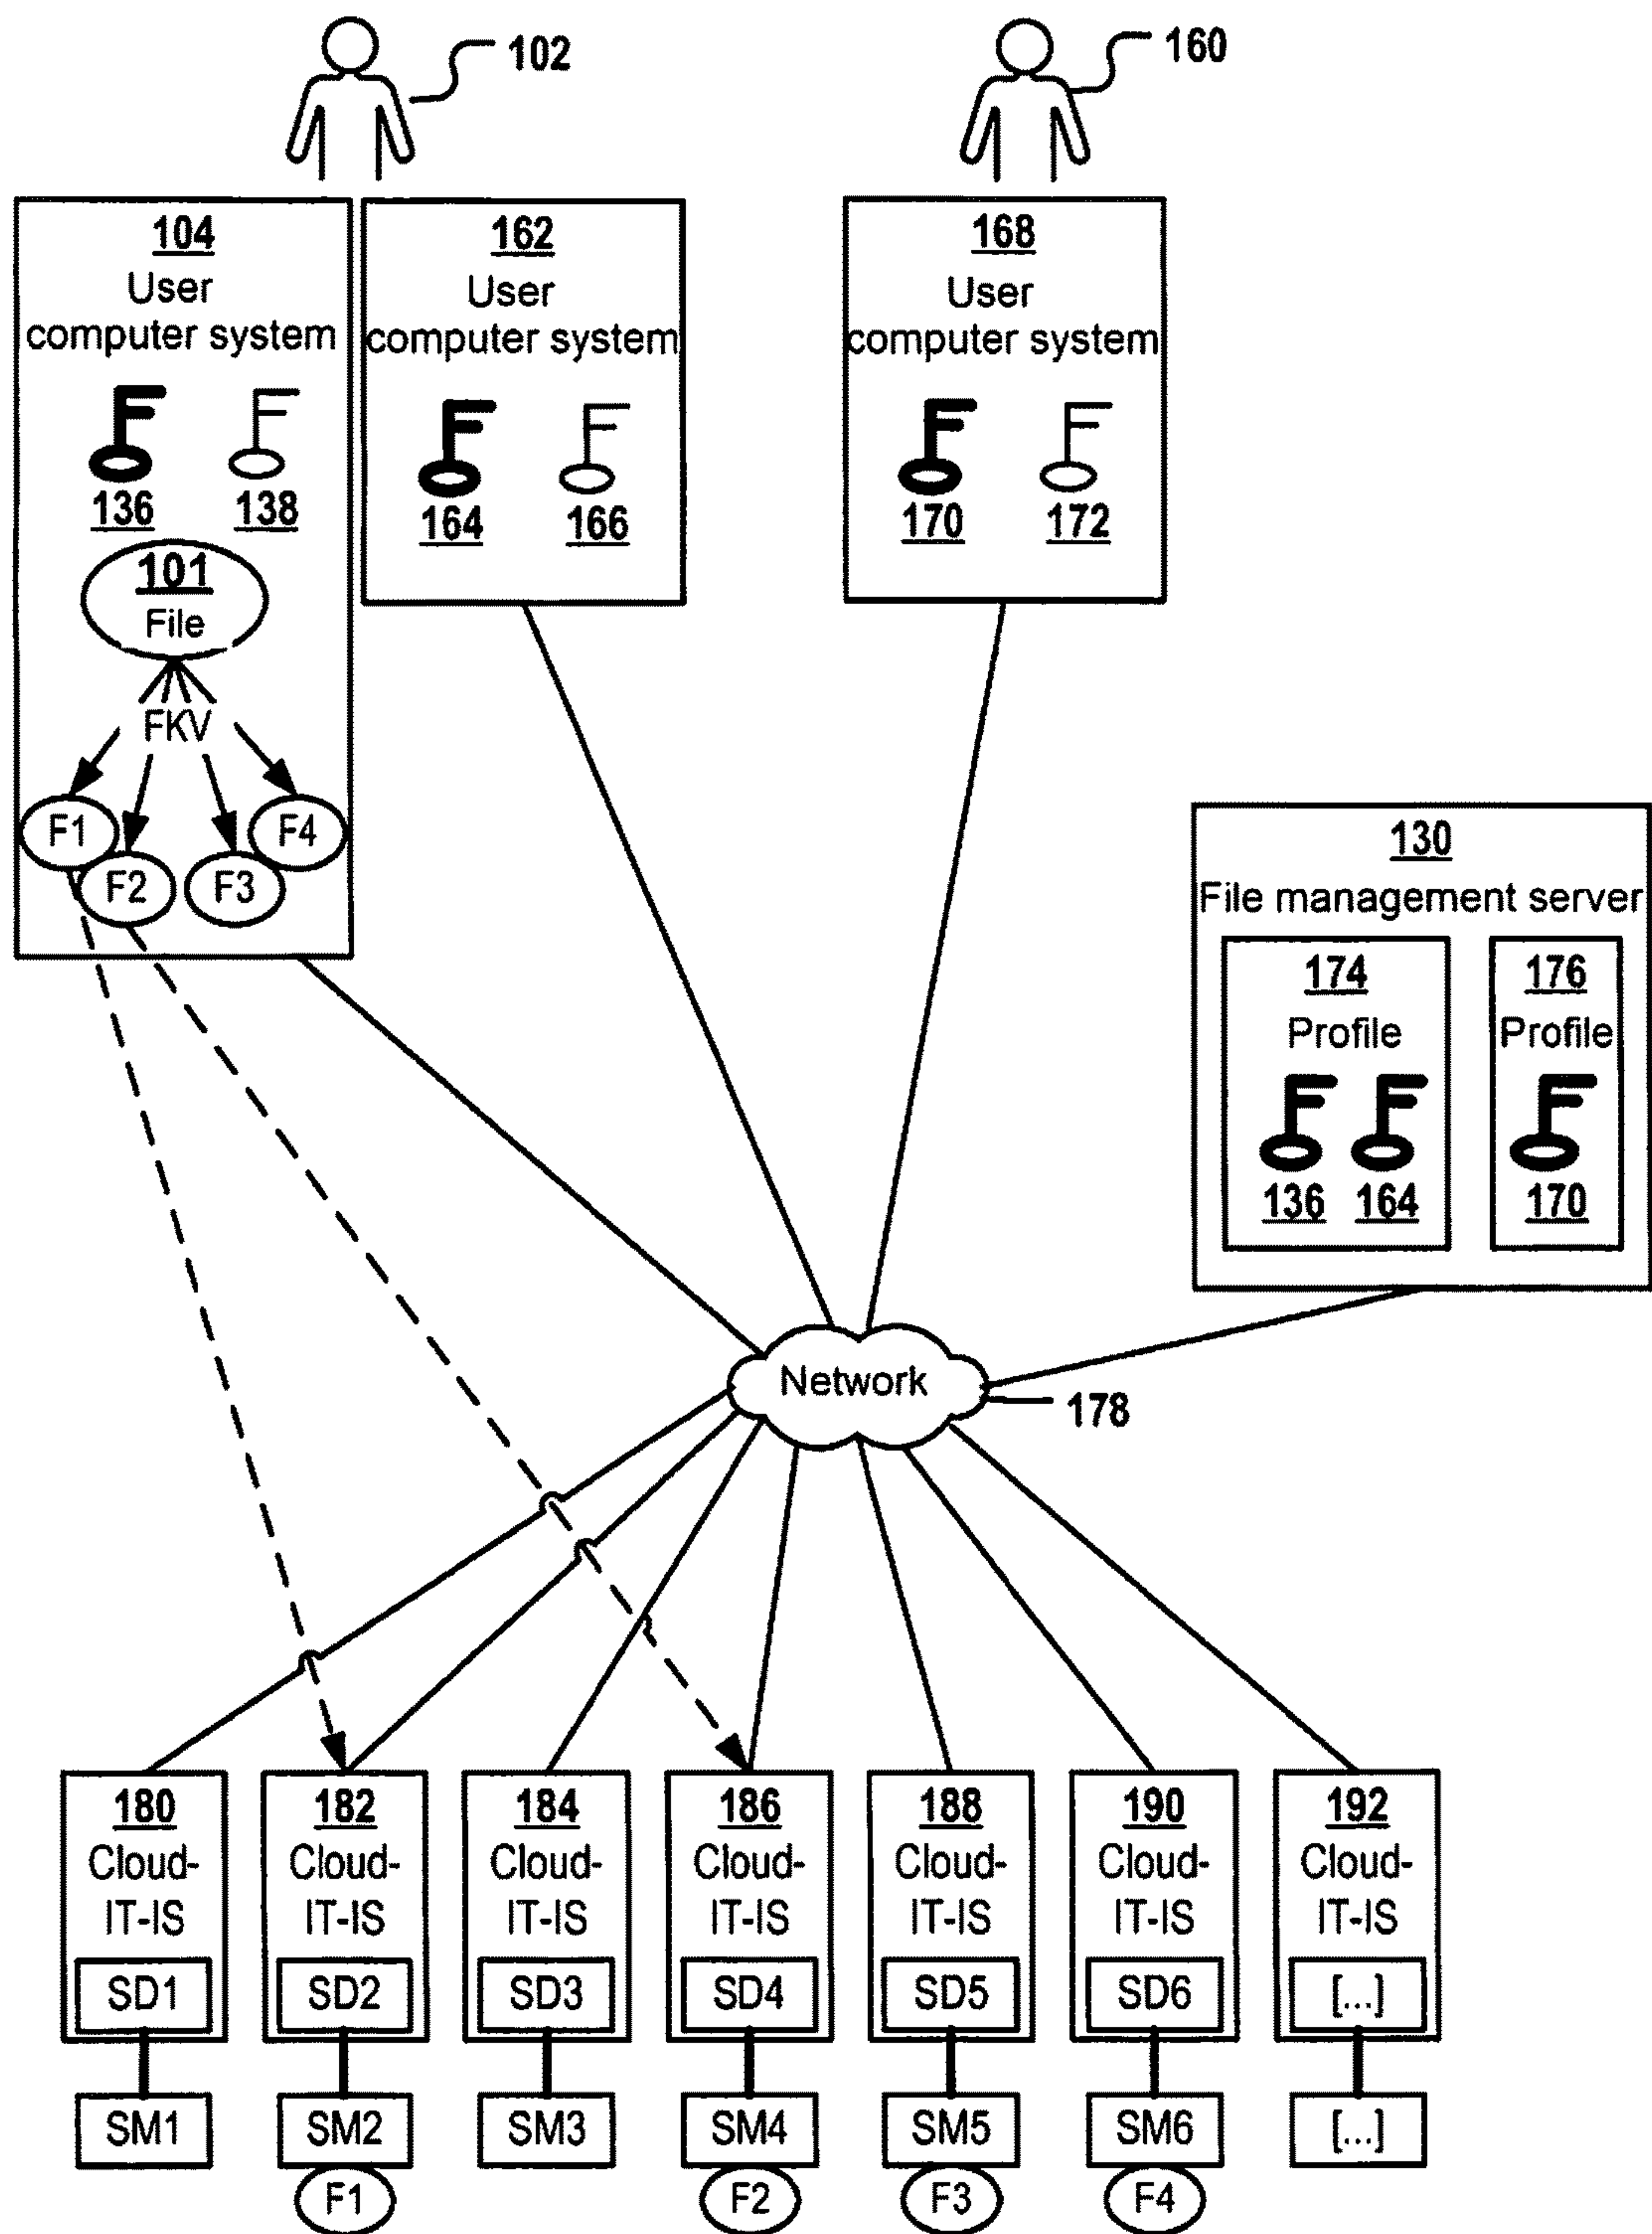 102
160
104
User
computer system
136
138
101
File
FKV
F1
F2
F3
F4
162
User
computer system
164
166
168
User
computer system
170
172
130
File management server
174
Profile
136
164
176
Profile
170
Network
178
180
Cloud-
IT-IS
SD1
SM1
182
Cloud-
IT-IS
SD2
SM2
F1
184
Cloud-
IT-IS
SD3
SM3
186
Cloud-
IT-IS
SD4
SM4
F2
188
Cloud-
IT-IS
SD5
SM5
F3
190
Cloud-
IT-IS
SD6
SM6
F4
192
Cloud-
IT-IS
[...]
[...]